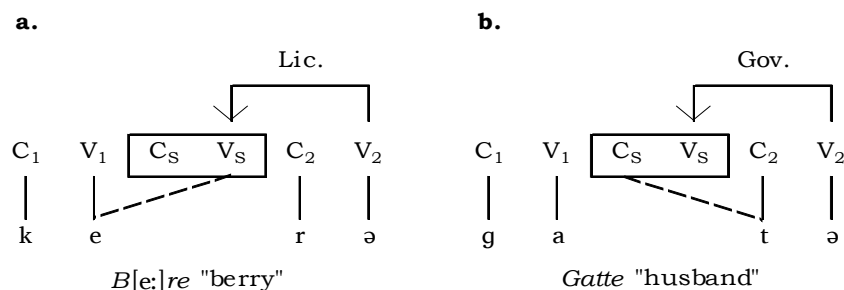 a. b.
Lic. Gov.
C₁ V₁ Cₛ Vₛ C₂ V₂ C₁ V₁ Cₛ Vₛ C₂ V₂
k e r ə g a t ə
B[e:]re "berry" Gatte "husband"